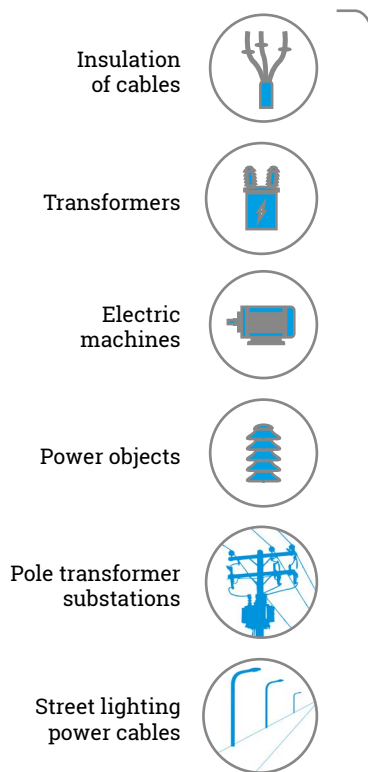 Insulation
of cables
Transformers
Electric
machines
Power objects
Pole transformer
substations
Street lighting
power cables